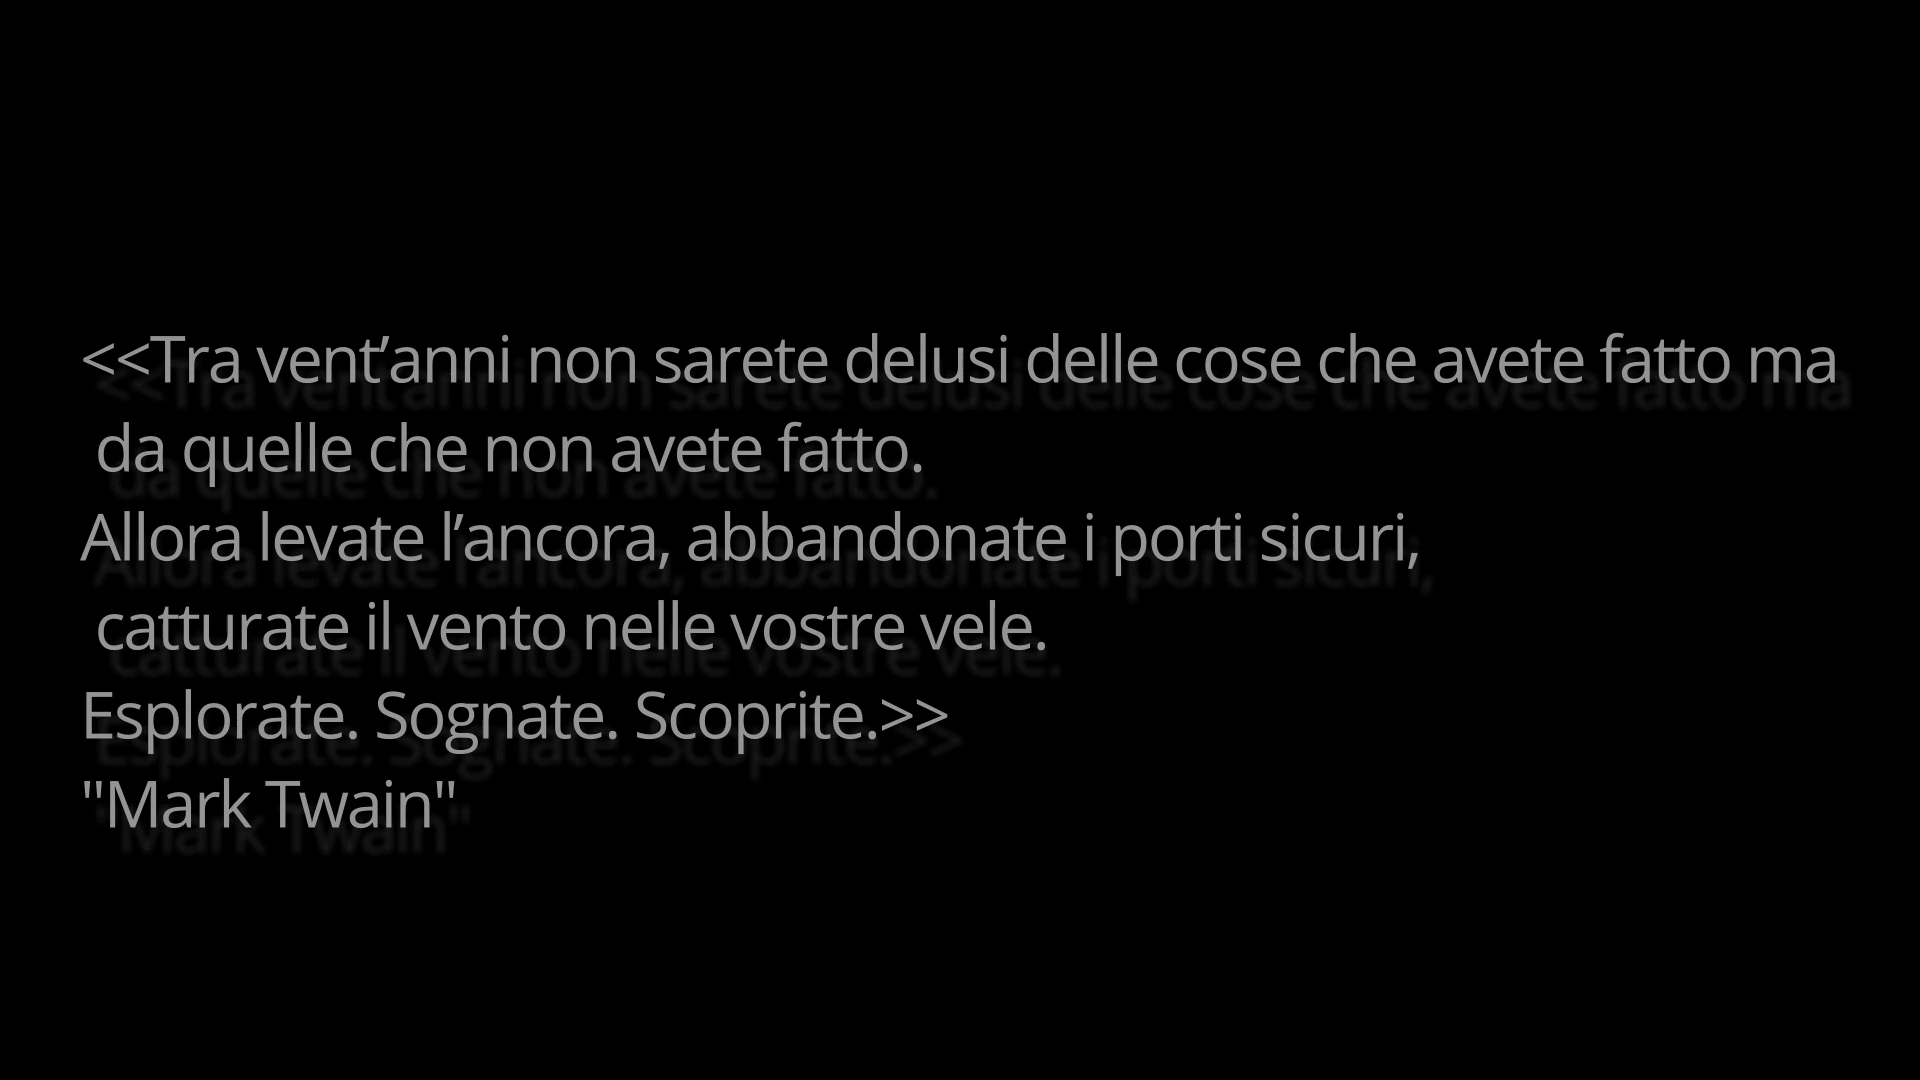 <<Tra vent’anni non sarete delusi delle cose che avete fatto ma
da quelle che non avete fatto.
Allora levate l’ancora, abbandonate i porti sicuri,
catturate il vento nelle vostre vele.
Esplorate. Sognate. Scoprite.>>
"Mark Twain"